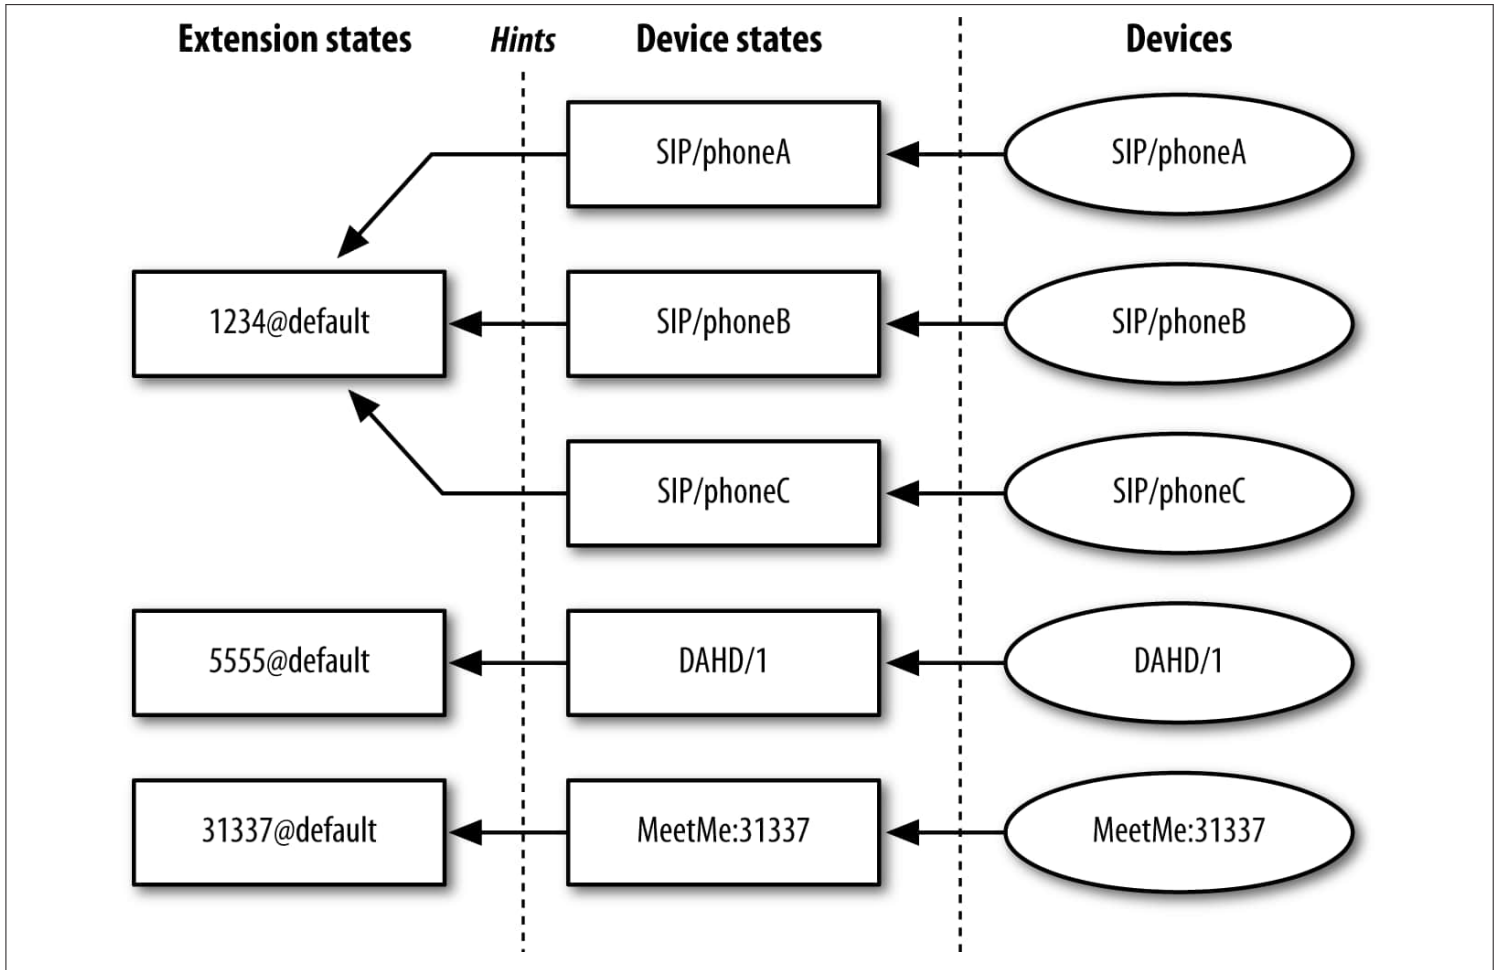 Extension states Hints Device states Devices
SIP/phoneA SIP/phoneA
1234@default SIP/phoneB SIP/phoneB
SIP/phoneC SIP/phoneC
5555@default DAHD/1 DAHD/1
31337@default MeetMe:31337 MeetMe:31337